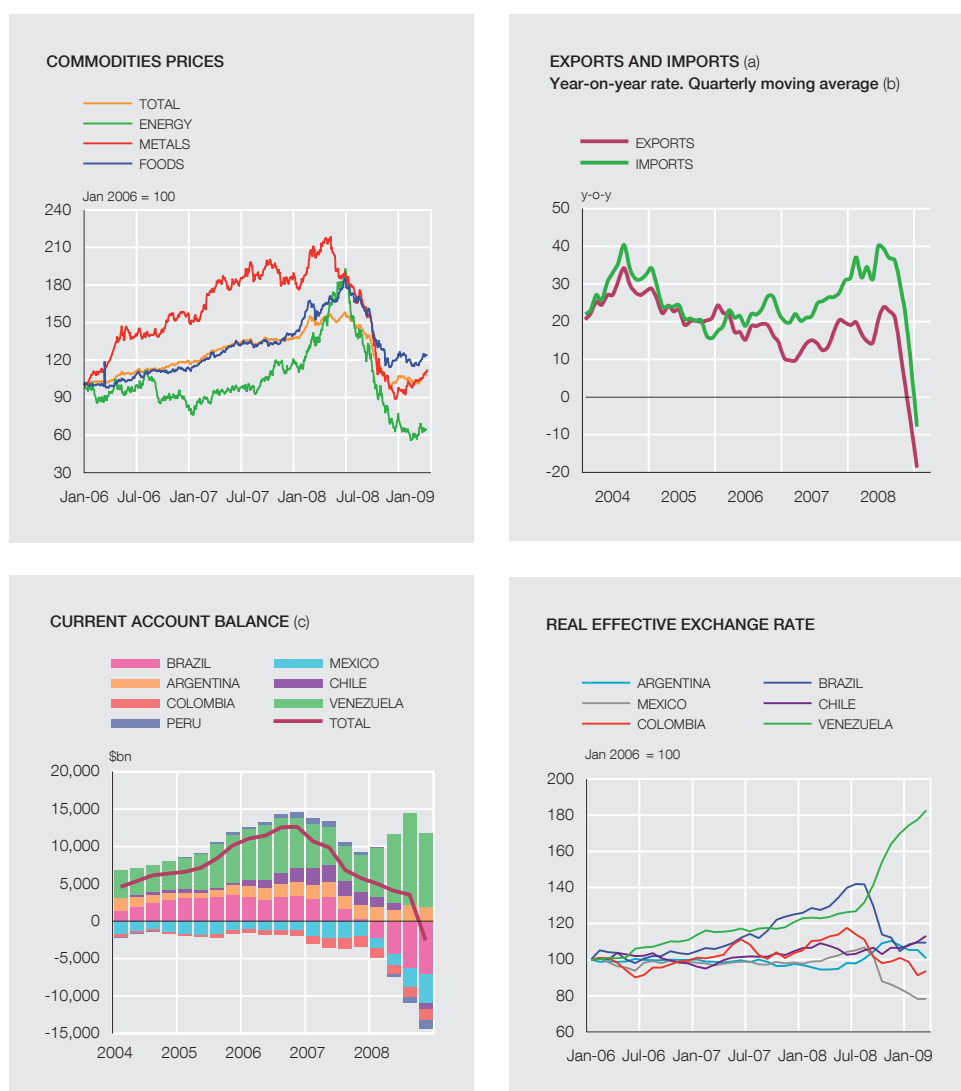 COMMODITIES PRICES
TOTAL
ENERGY
METALS
FOODS
Jan 2006 = 100
240
210
180
150
120
90
60
30
Jan-06 Jul-06 Jan-07 Jul-07 Jan-08 Jul-08 Jan-09
EXPORTS AND IMPORTS (a)
Year-on-year rate. Quarterly moving average (b)
EXPORTS
IMPORTS
y-o-y
50
40
30
20
10
0
-10
-20
2004 2005 2006 2007 2008
CURRENT ACCOUNT BALANCE (c)
BRAZIL MEXICO
ARGENTINA CHILE
COLOMBIA VENEZUELA
PERU TOTAL
$bn
20,000
15,000
10,000
5,000
0
-5,000
-10,000
-15,000
2004 2005 2006 2007 2008
REAL EFFECTIVE EXCHANGE RATE
ARGENTINA BRAZIL
MEXICO CHILE
COLOMBIA VENEZUELA
Jan 2006 = 100
200
180
160
140
120
100
80
60
Jan-06 Jul-06 Jan-07 Jul-07 Jan-08 Jul-08 Jan-09